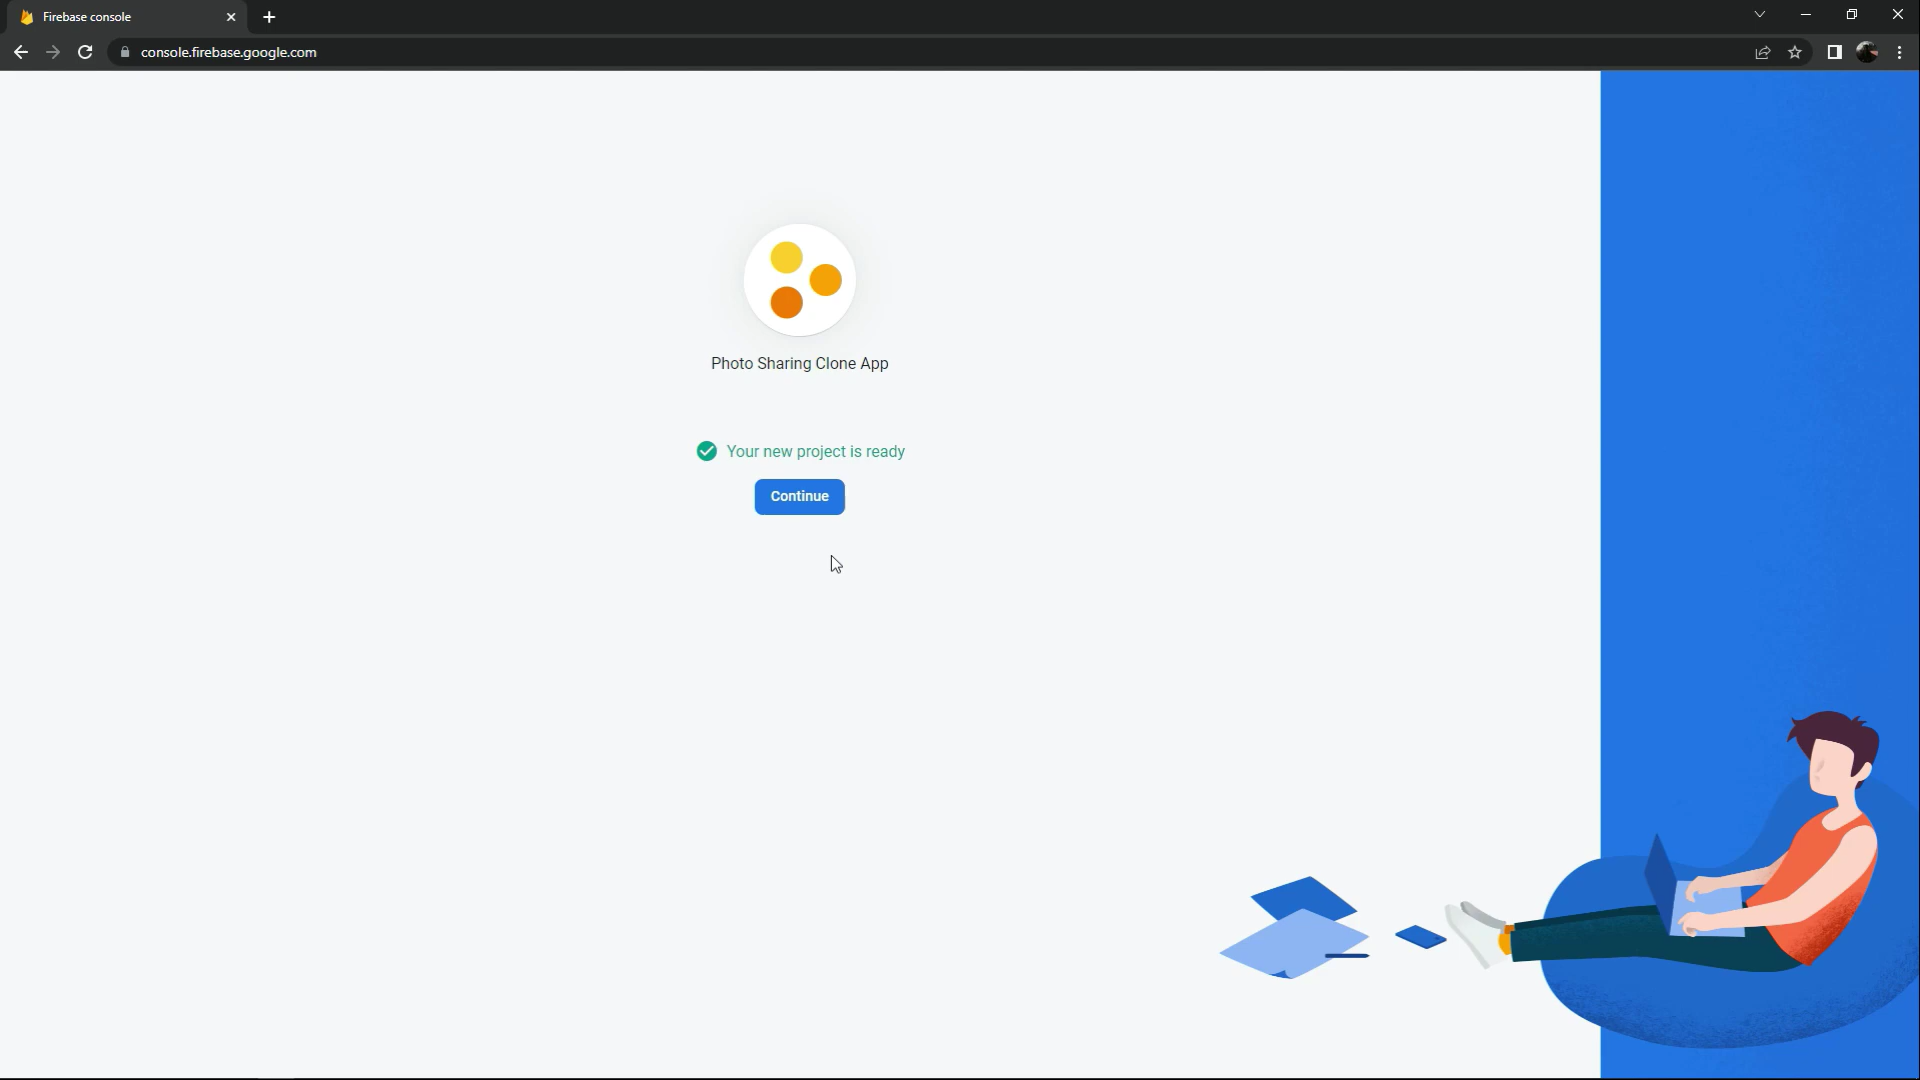 Firebase console
console.firebase.google.com
Photo Sharing Clone App
Your new project is ready
Continue